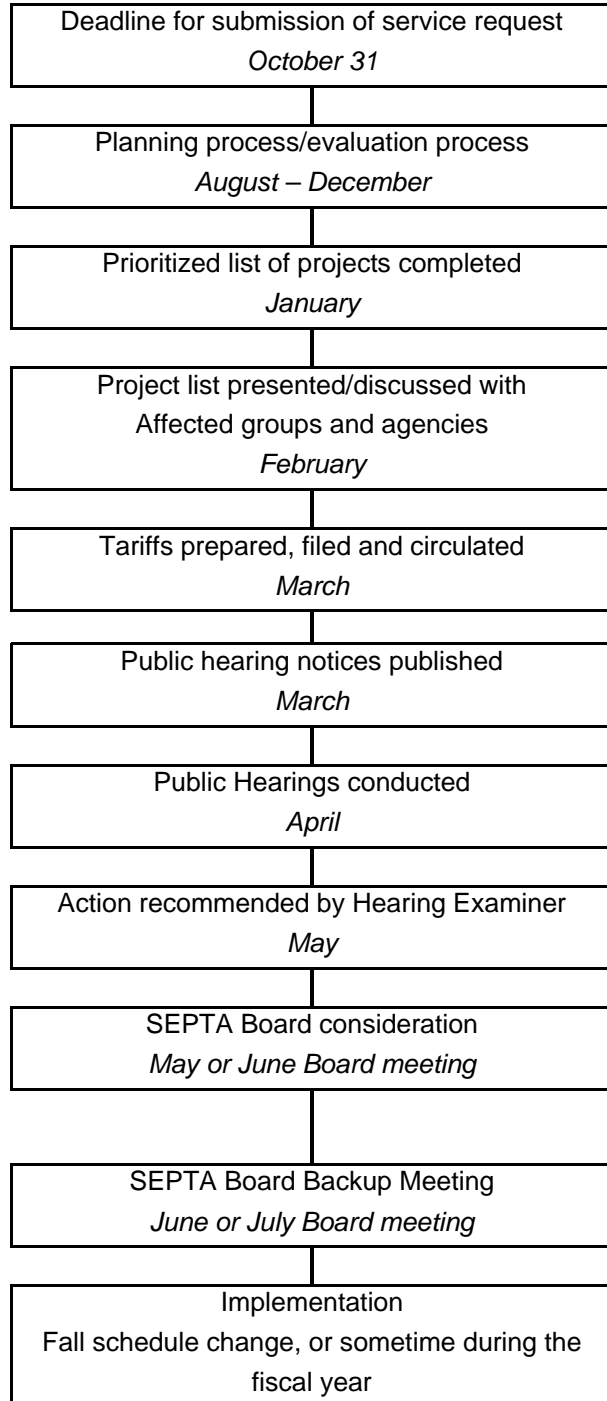 Deadline for submission of service request
October 31
Planning process/evaluation process
August – December
Prioritized list of projects completed
January
Project list presented/discussed with
Affected groups and agencies
February
Tariffs prepared, filed and circulated
March
Public hearing notices published
March
Public Hearings conducted
April
Action recommended by Hearing Examiner
May
SEPTA Board consideration
May or June Board meeting
SEPTA Board Backup Meeting
June or July Board meeting
Implementation
Fall schedule change, or sometime during the
fiscal year